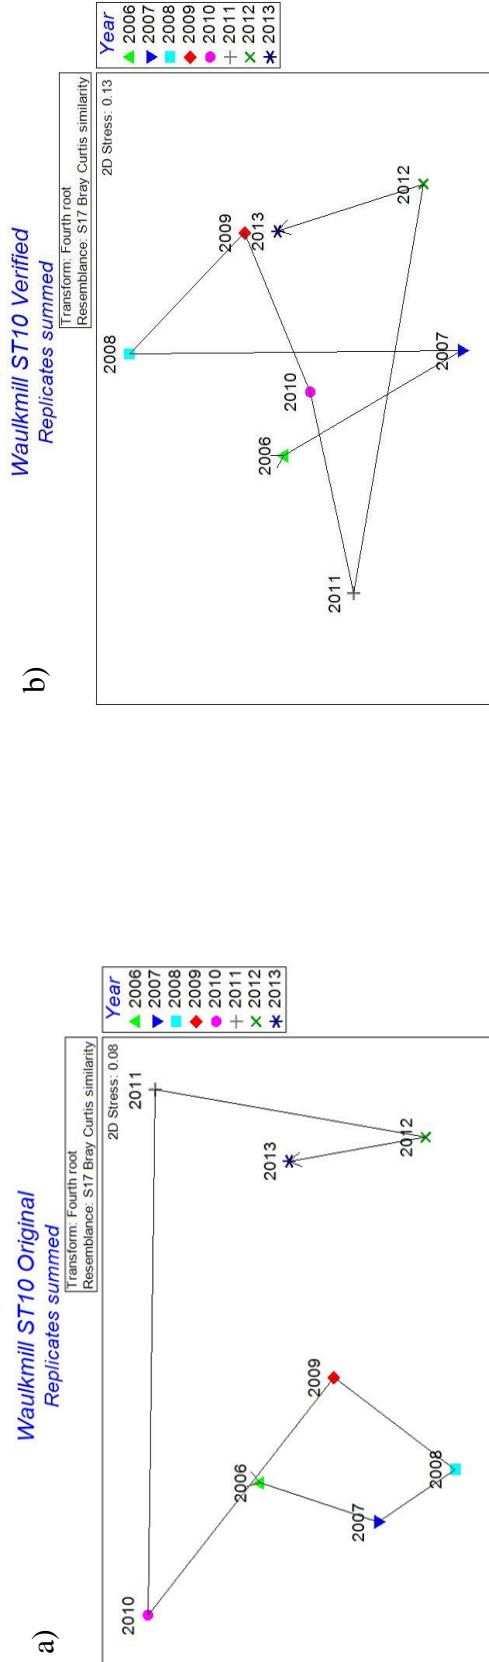 a)
Waulkmill ST10 Original
Replicates summed
Transform: Fourth root
Resemblance: S17 Bray Curtis similarity
2D Stress: 0.08
Year
2006
2007
2008
2009
2010
2011
2012
2013
2010
2011
2006
2013
2009
2007
2012
2008
b)
Waulkmill ST10 Verified
Replicates summed
Transform: Fourth root
Resemblance: S17 Bray Curtis similarity
2D Stress: 0.13
Year
2006
2007
2008
2009
2010
2011
2012
2013
2008
2009
2013
2006
2010
2011
2012
2007